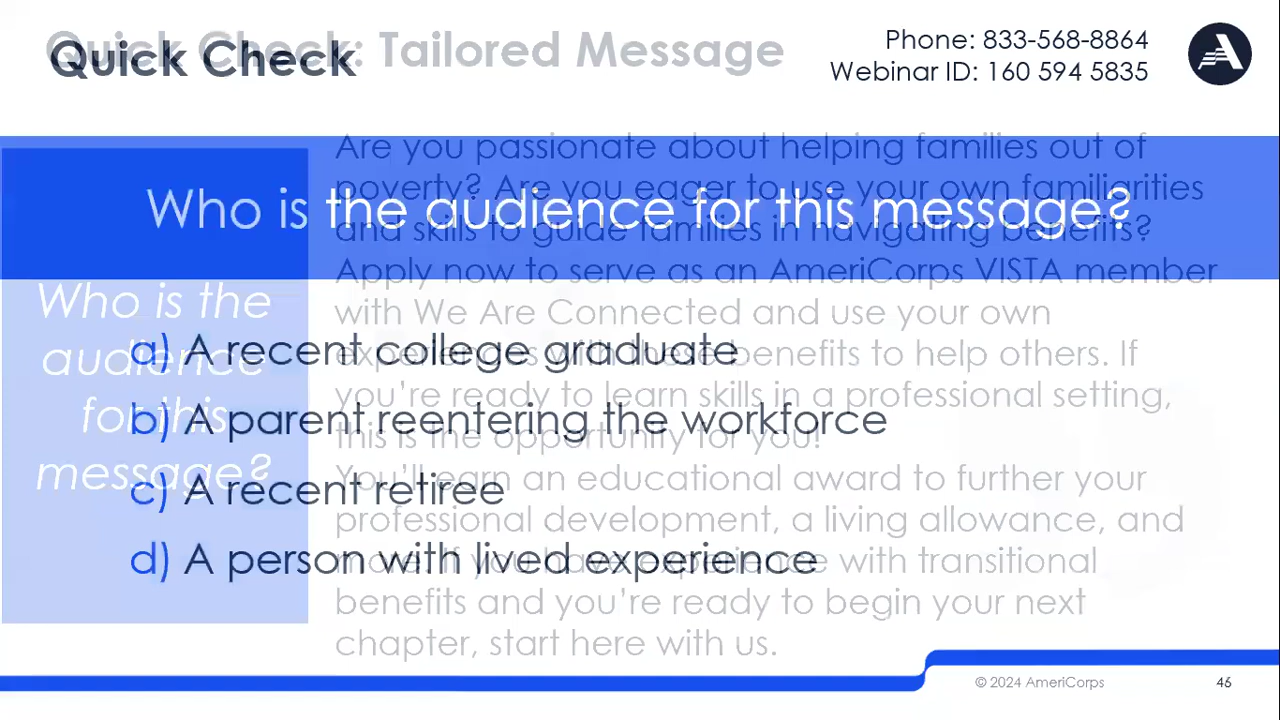 Quick Check: Tailored Message
Quick Check
Phone: 833-568-8864
Webinar ID: 160 594 5835
Who is the audience for this message?
a) A recent college graduate
b) A parent reentering the workforce
c) A recent retiree
d) A person with lived experience
Who is the
audience
for this
message?
Are you passionate about helping families out of
poverty? Are you eager to use your own familiarities
and skills to guide families in navigating benefits?
Apply now to serve as an AmeriCorps VISTA member
with We Are Connected and use your own
experiences with these benefits to help others. If
you're ready to learn skills in a professional setting,
this is the opportunity for you!
You'll earn an educational award to further your
professional development, a living allowance, and
more. If you have experience with transitional
benefits and you're ready to begin your next
chapter, start here with us.
© 2024 AmeriCorps
46